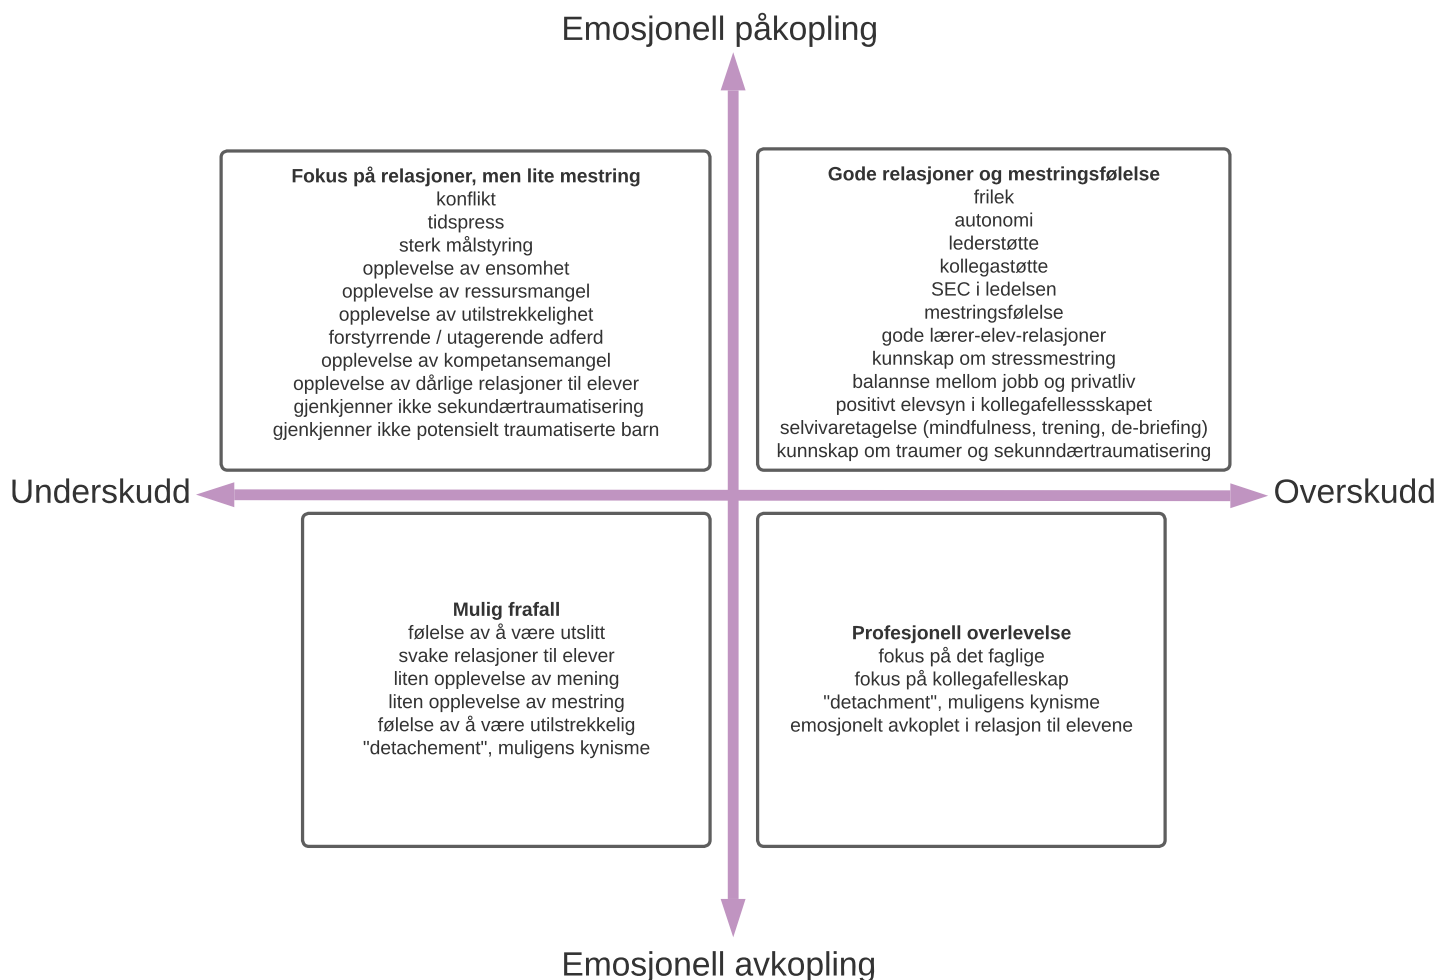 Emosjonell påkopling
Fokus på relasjoner, men lite mestring
konflikt
tidspress
sterk målstyring
opplevelse av ensomhet
opplevelse av ressursmangel
opplevelse av utilstrekkelighet
forstyrrende / utagerende adferd
opplevelse av kompetansemangel
opplevelse av dårlige relasjoner til elever
gjenkjenner ikke sekundærtraumatisering
gjenkjenner ikke potensielt traumatiserte barn
Gode relasjoner og mestringsfølelse
frilek
autonomi
lederstøtte
kollegastøtte
SEC i ledelsen
mestringsfølelse
gode lærer-elev-relasjoner
kunnskap om stressmestring
balannse mellom jobb og privatliv
positivt elevsyn i kollegafellessskapet
selvivaretagelse (mindfulness, trening, de-briefing)
kunnskap om traumer og sekunndærtraumatisering
Underskudd
Overskudd
Mulig frafall
følelse av å være utslitt
svake relasjoner til elever
liten opplevelse av mening
liten opplevelse av mestring
følelse av å være utilstrekkelig
"detachement", muligens kynisme
Profesjonell overlevelse
fokus på det faglige
fokus på kollegafelleskap
"detachment", muligens kynisme
emosjonelt avkoplet i relasjon til elevene
Emosjonell avkopling